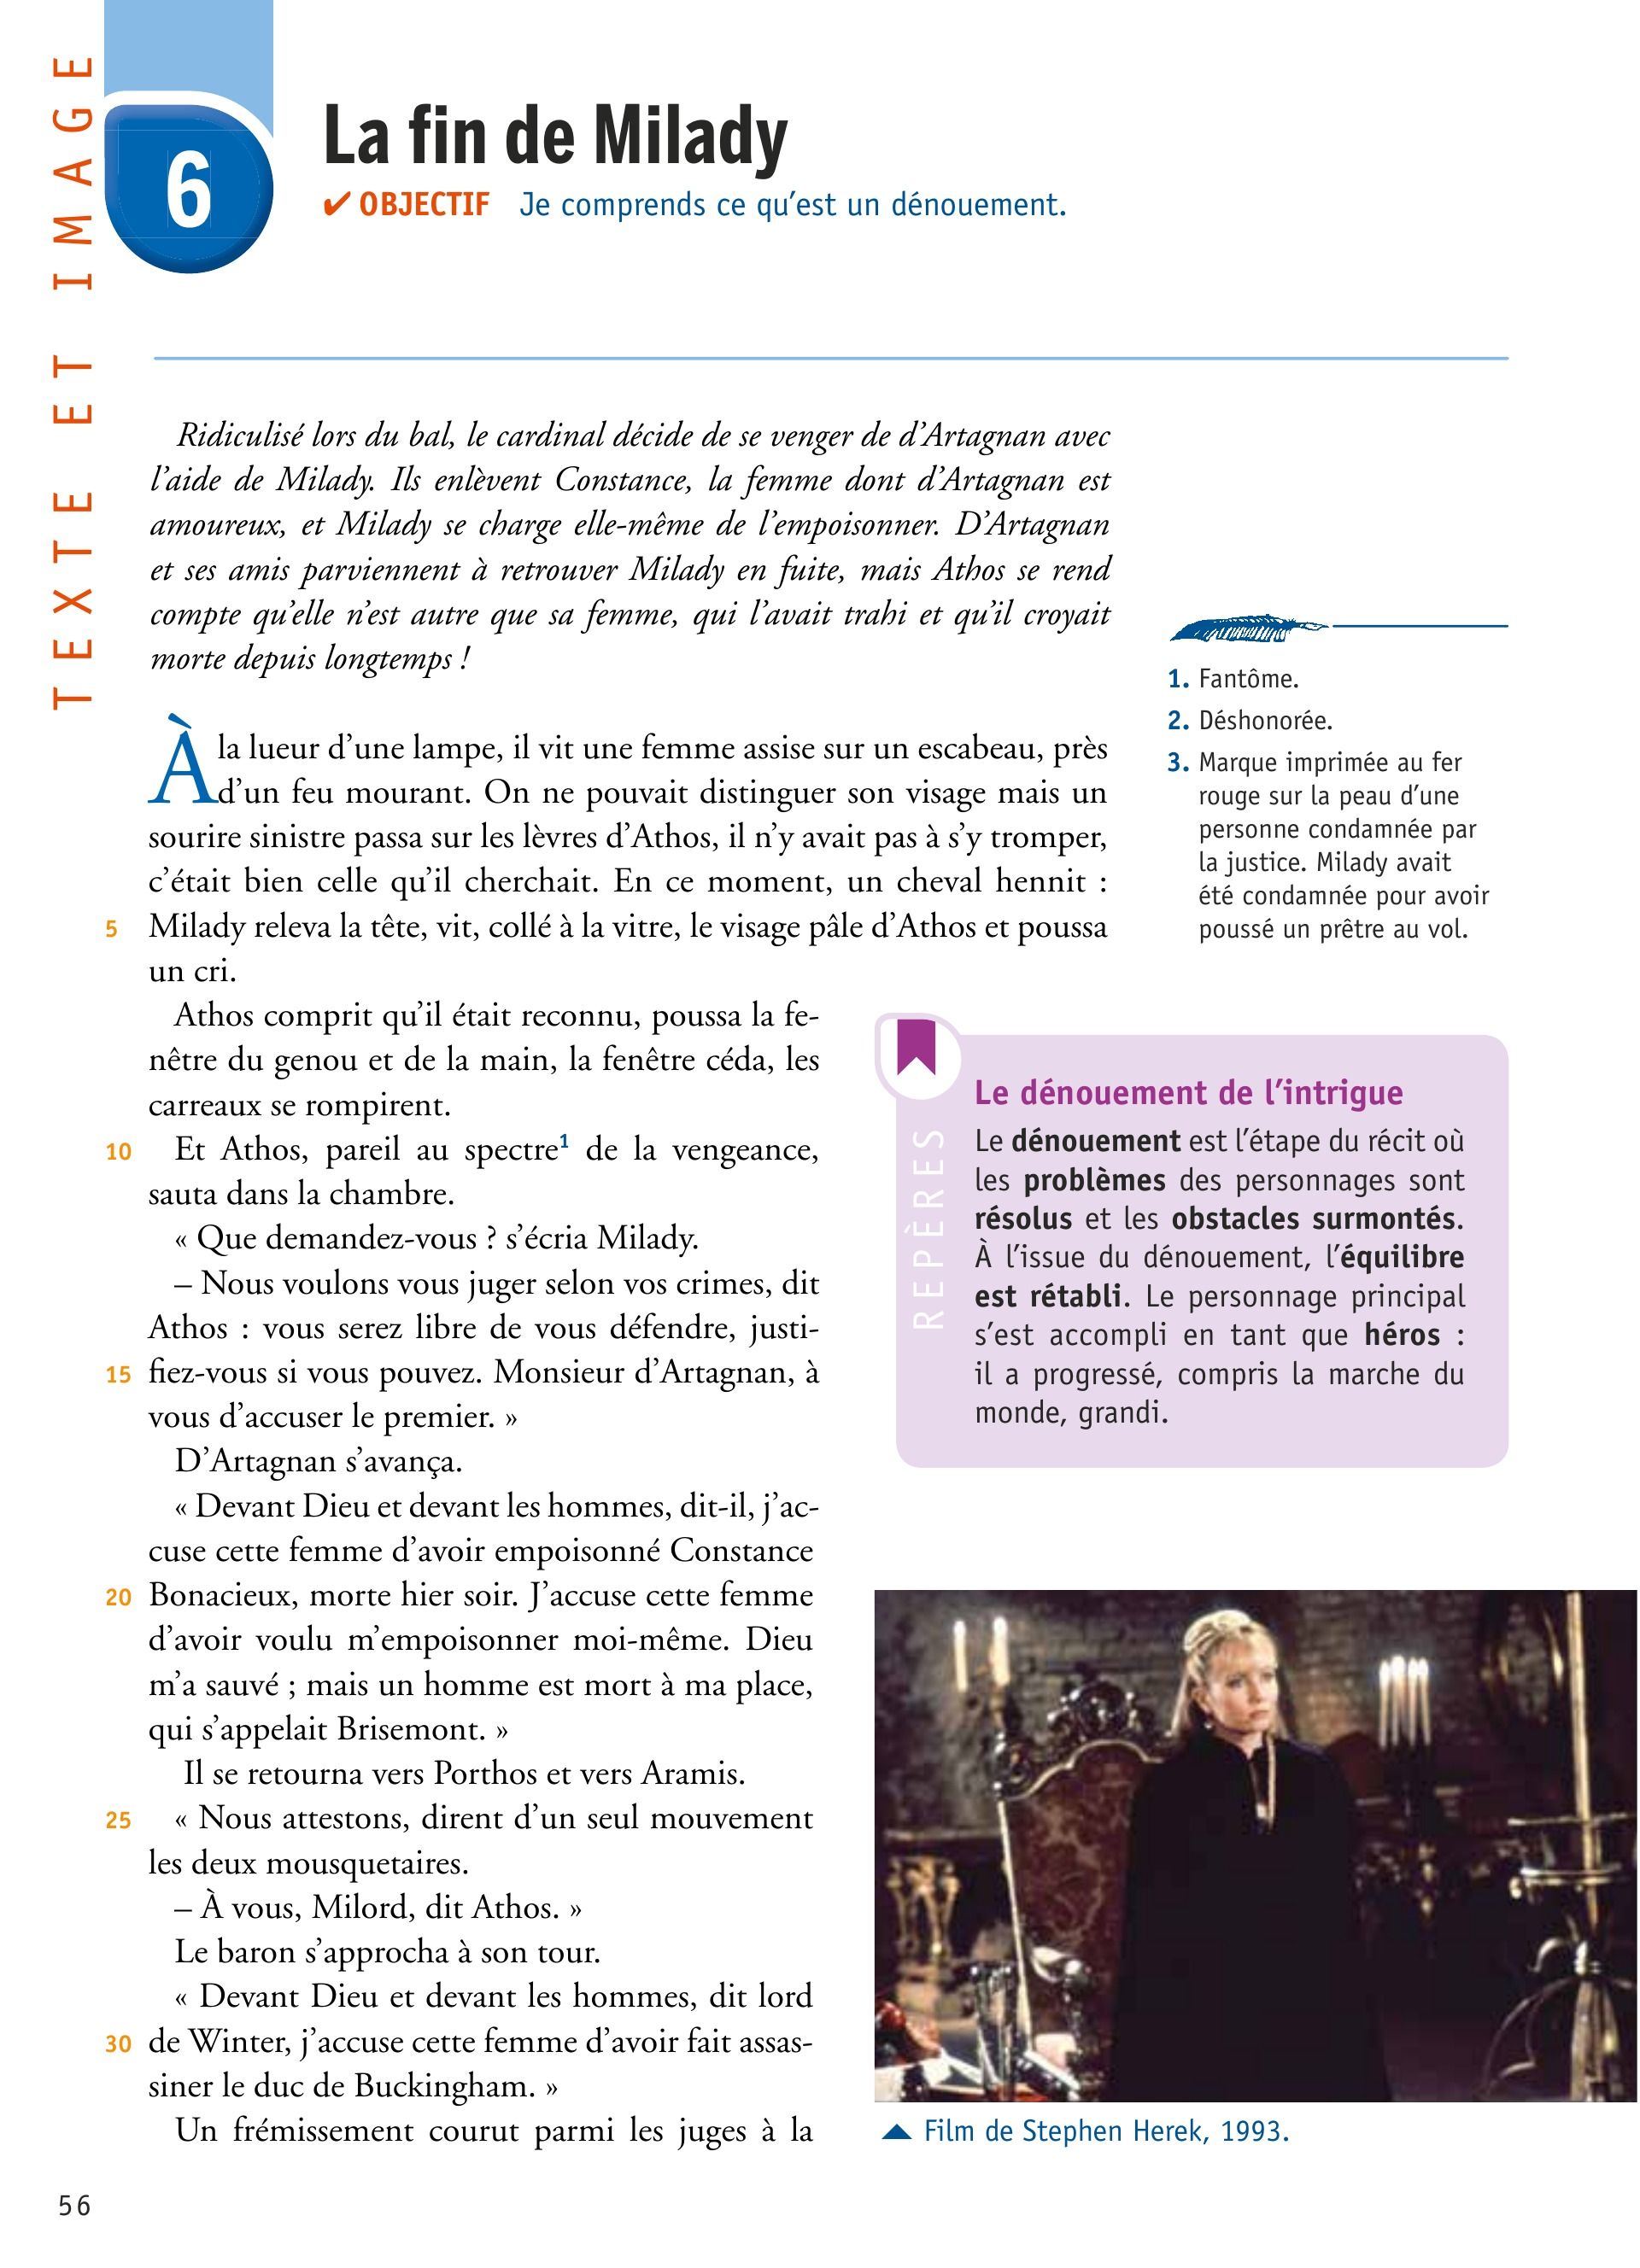 TEXTE ET IMAGE
6
La fin de Milady
✔ OBJECTIF Je comprends ce qu’est un dénouement.
Ridiculisé lors du bal, le cardinal décide de se venger de d’Artagnan avec
l’aide de Milady. Ils enlèvent Constance, la femme dont d’Artagnan est
amoureux, et Milady se charge elle-même de l’empoisonner. D’Artagnan
et ses amis parviennent à retrouver Milady en fuite, mais Athos se rend
compte qu’elle n’est autre que sa femme, qui l’avait trahi et qu’il croyait
morte depuis longtemps !
À la lueur d’une lampe, il vit une femme assise sur un escabeau, près
d’un feu mourant. On ne pouvait distinguer son visage mais un
sourire sinistre passa sur les lèvres d’Athos, il n’y avait pas à s’y tromper,
c’était bien celle qu’il cherchait. En ce moment, un cheval hennit :
5 Milady releva la tête, vit, collé à la vitre, le visage pâle d’Athos et poussa
un cri.
Athos comprit qu’il était reconnu, poussa la fe-
nêtre du genou et de la main, la fenêtre céda, les
carreaux se rompirent.
10 Et Athos, pareil au spectre1 de la vengeance,
sauta dans la chambre.
« Que demandez-vous ? s’écria Milady.
– Nous voulons vous juger selon vos crimes, dit
Athos : vous serez libre de vous défendre, justi-
15 fiez-vous si vous pouvez. Monsieur d’Artagnan, à
vous d’accuser le premier. »
D’Artagnan s’avança.
« Devant Dieu et devant les hommes, dit-il, j’ac-
cuse cette femme d’avoir empoisonné Constance
20 Bonacieux, morte hier soir. J’accuse cette femme
d’avoir voulu m’empoisonner moi-même. Dieu
m’a sauvé ; mais un homme est mort à ma place,
qui s’appelait Brisemont. »
Il se retourna vers Porthos et vers Aramis.
25 « Nous attestons, dirent d’un seul mouvement
les deux mousquetaires.
– À vous, Milord, dit Athos. »
Le baron s’approcha à son tour.
« Devant Dieu et devant les hommes, dit lord
30 de Winter, j’accuse cette femme d’avoir fait assas-
siner le duc de Buckingham. »
Un frémissement courut parmi les juges à la
1. Fantôme.
2. Déshonorée.
3. Marque imprimée au fer
rouge sur la peau d’une
personne condamnée par
la justice. Milady avait
été condamnée pour avoir
poussé un prêtre au vol.
REPÈRES
Le dénouement de l’intrigue
Le dénouement est l’étape du récit où
les problèmes des personnages sont
résolus et les obstacles surmontés.
À l’issue du dénouement, l’équilibre
est rétabli. Le personnage principal
s’est accompli en tant que héros :
il a progressé, compris la marche du
monde, grandi.
Film de Stephen Herek, 1993.
56